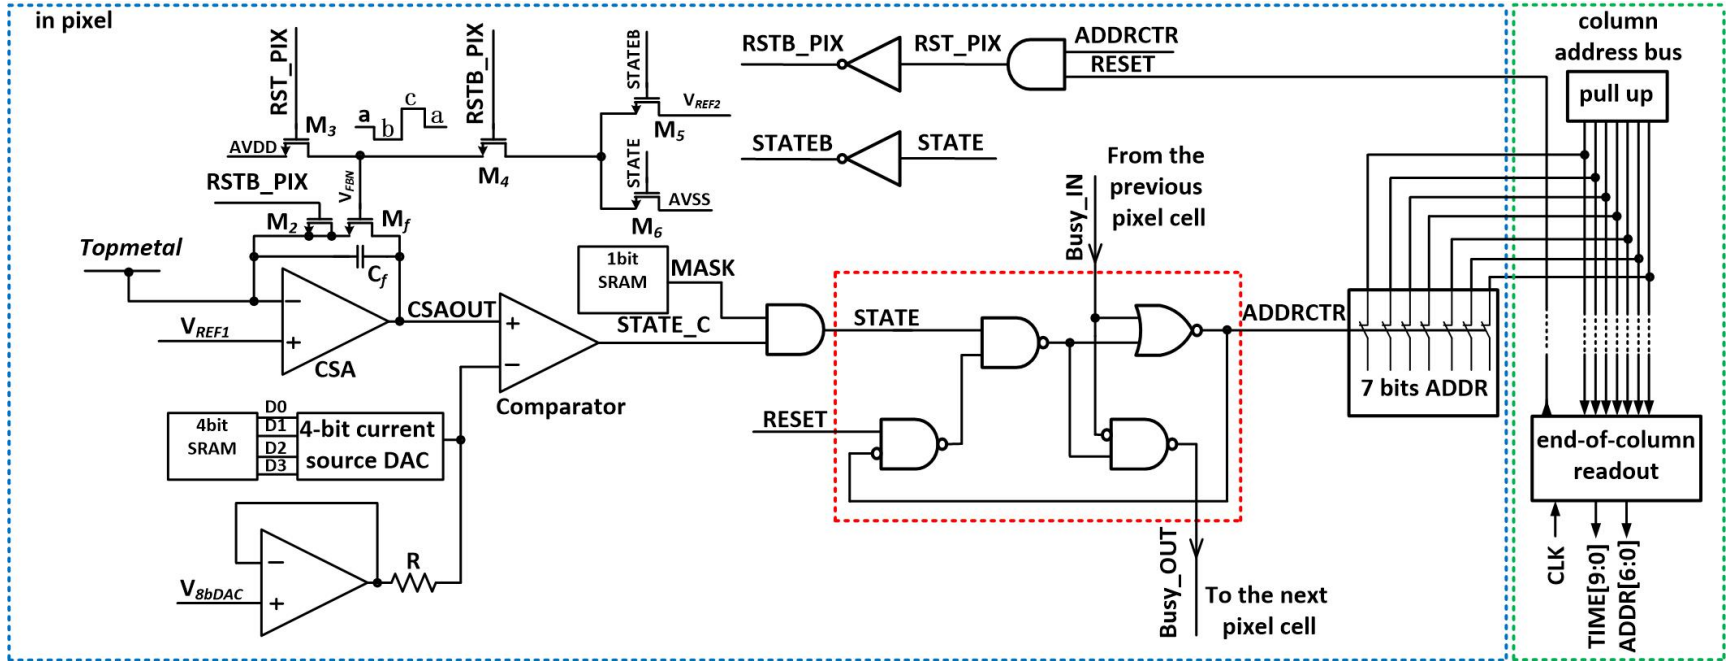 in pixel
RST_PIX
M3
AVDD
a
b
c
a
RSTB_PIX
M4
STATEB
VREF2
M5
STATE
AVSS
M6
RSTB_PIX
RST_PIX
ADDRCTR
RESET
STATEB
STATE
column
address bus
pull up
RSTB_PIX
VFBN
M2
Mf
Cf
Topmetal
−
+
VREF1
CSA
CSAOUT
1bit
SRAM
MASK
STATE_C
+
−
Comparator
From the
previous
pixel cell
Busy_IN
STATE
RESET
ADDRCTR
7 bits ADDR
4bit
SRAM
D0
D1
D2
D3
4-bit current
source DAC
end-of-column
readout
−
+
V8bDAC
R
Busy_OUT
To the next
pixel cell
CLK
TIME[9:0]
ADDR[6:0]